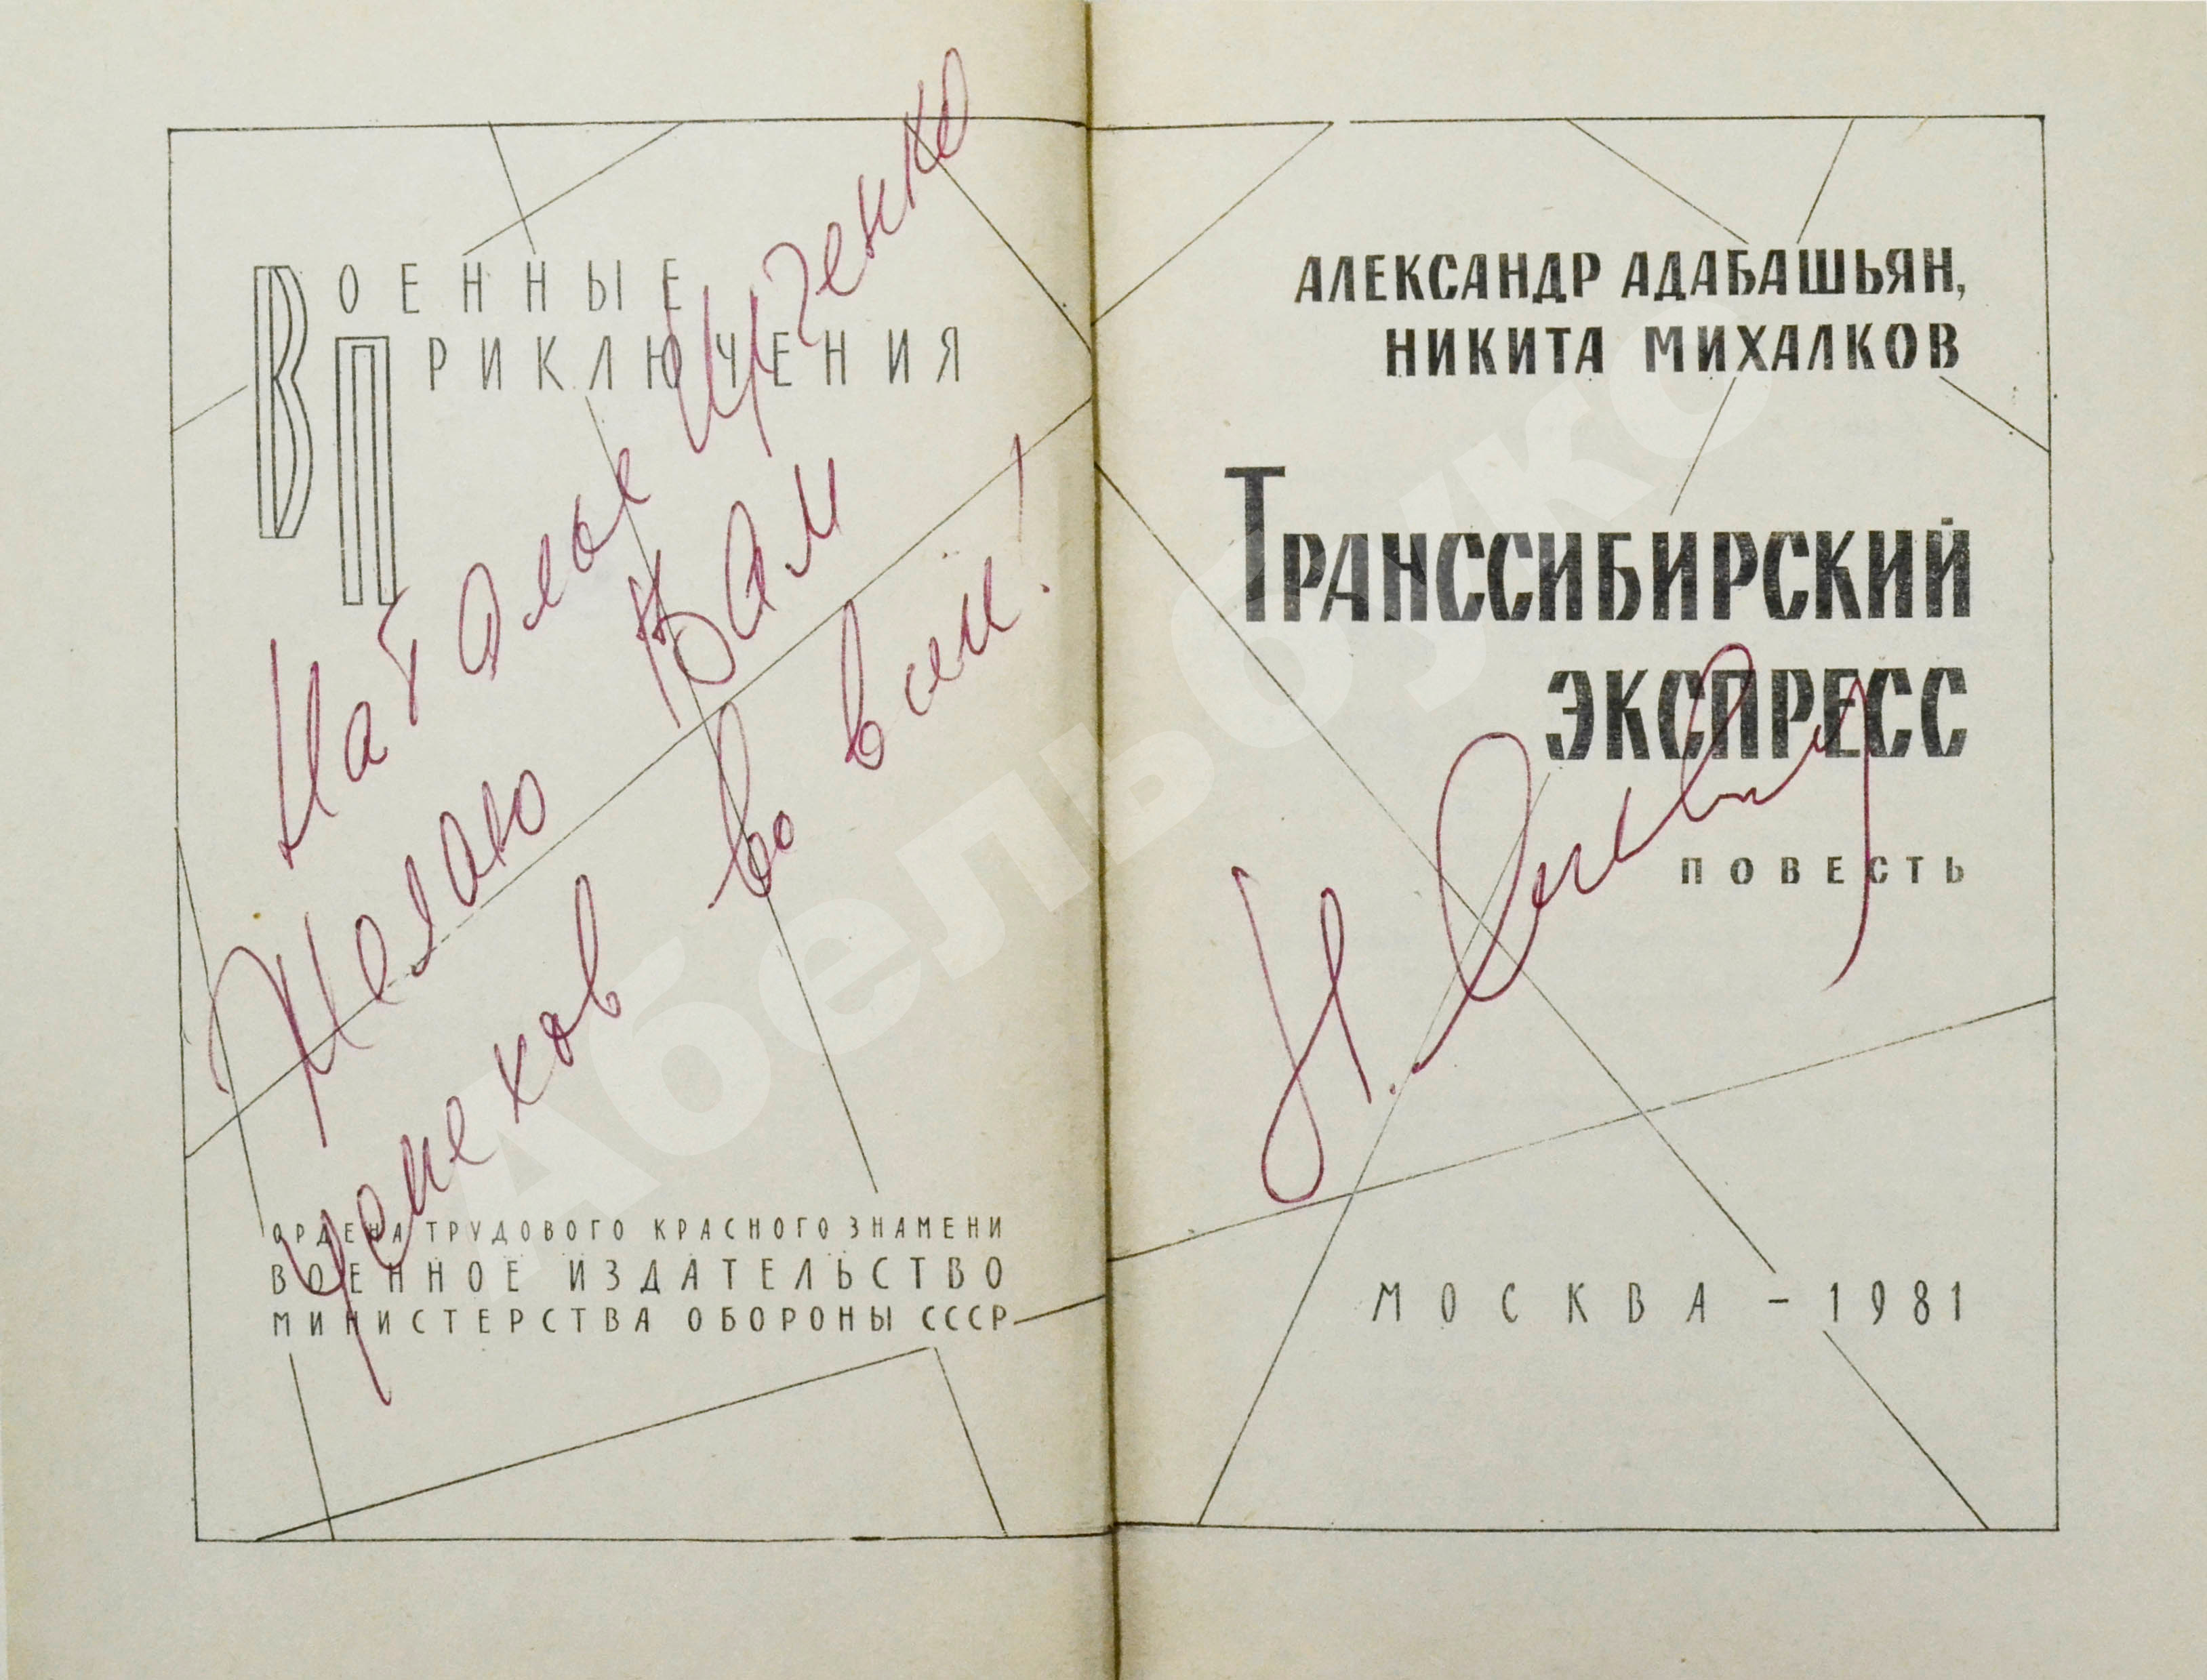 ВОЕННЫЕ
ПРИКЛЮЧЕНИЯ
Наталье Ищенко
Желаю Вам
успехов во всем!
ОРДЕНА ТРУДОВОГО КРАСНОГО ЗНАМЕНИ
ВОЕННОЕ ИЗДАТЕЛЬСТВО
МИНИСТЕРСТВА ОБОРОНЫ СССР
АЛЕКСАНДР АДАБАШЬЯН,
НИКИТА МИХАЛКОВ
ТРАНССИБИРСКИЙ
ЭКСПРЕСС
ПОВЕСТЬ
МОСКВА – 1981
Абельбукс